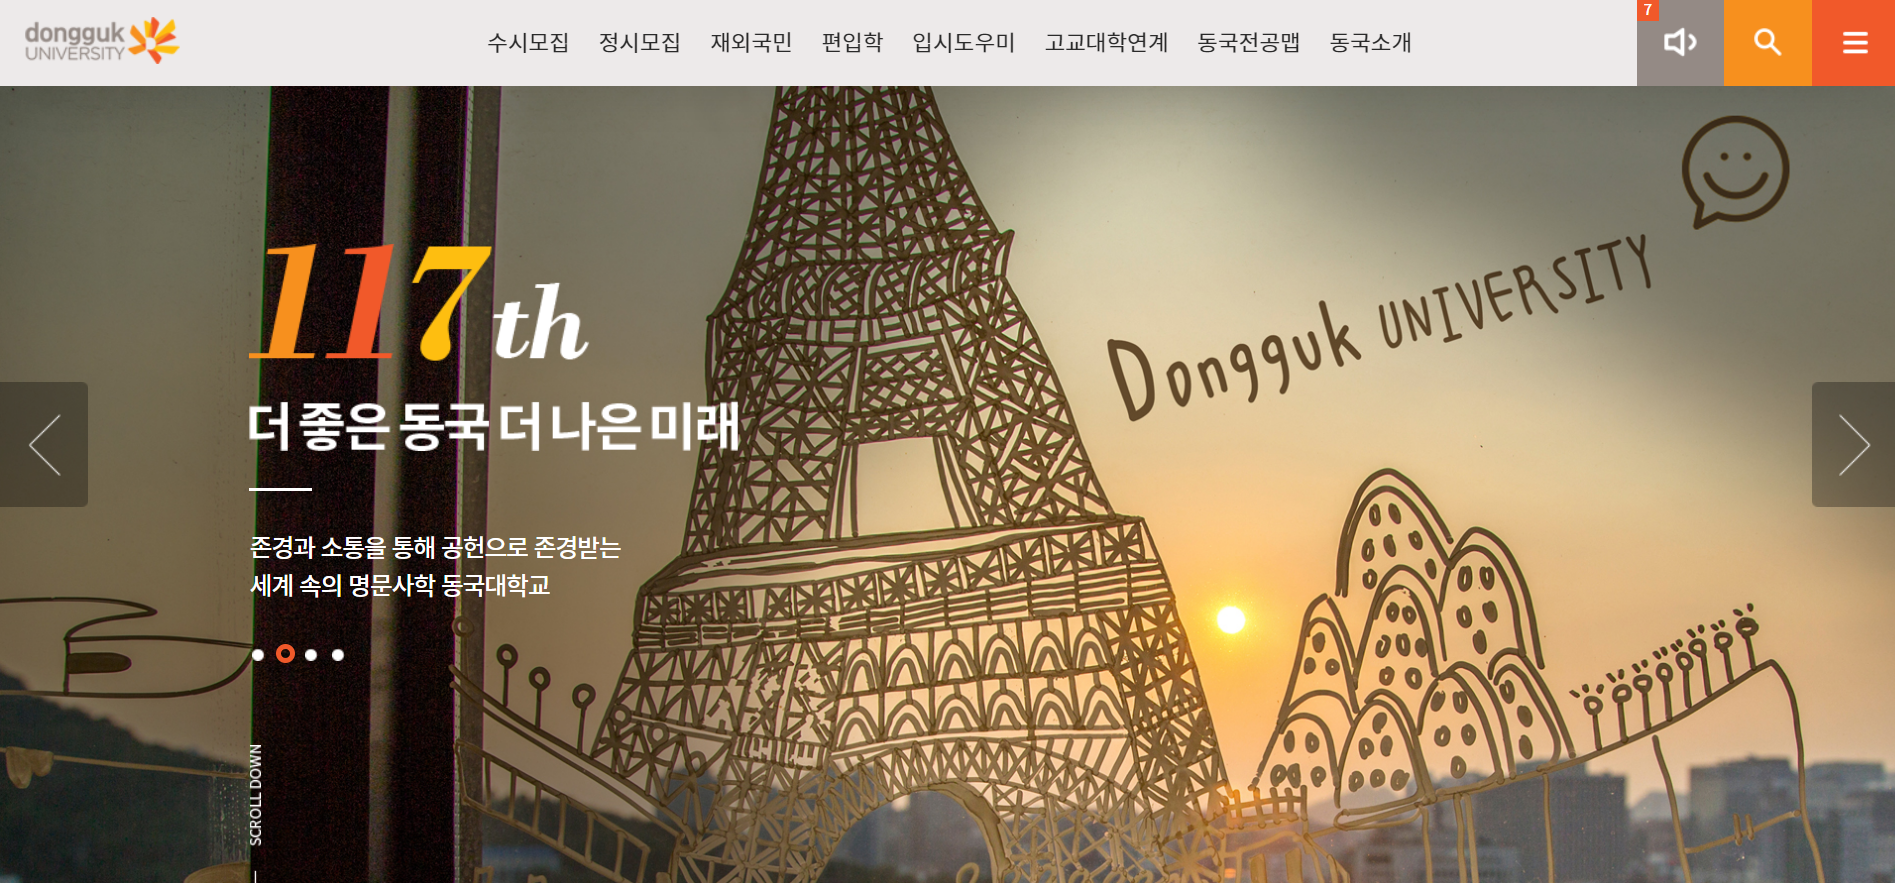 dongguk
UNIVERSITY
수시모집 정시모집 재외국민 편입학 입시도우미 고교대학연계 동국전공맵 동국소개
7
117th
더 좋은 동국 더 나은 미래
존경과 소통을 통해 공헌으로 존경받는
세계 속의 명문사학 동국대학교
SCROLL DOWN
Dongguk UNIVERSITY